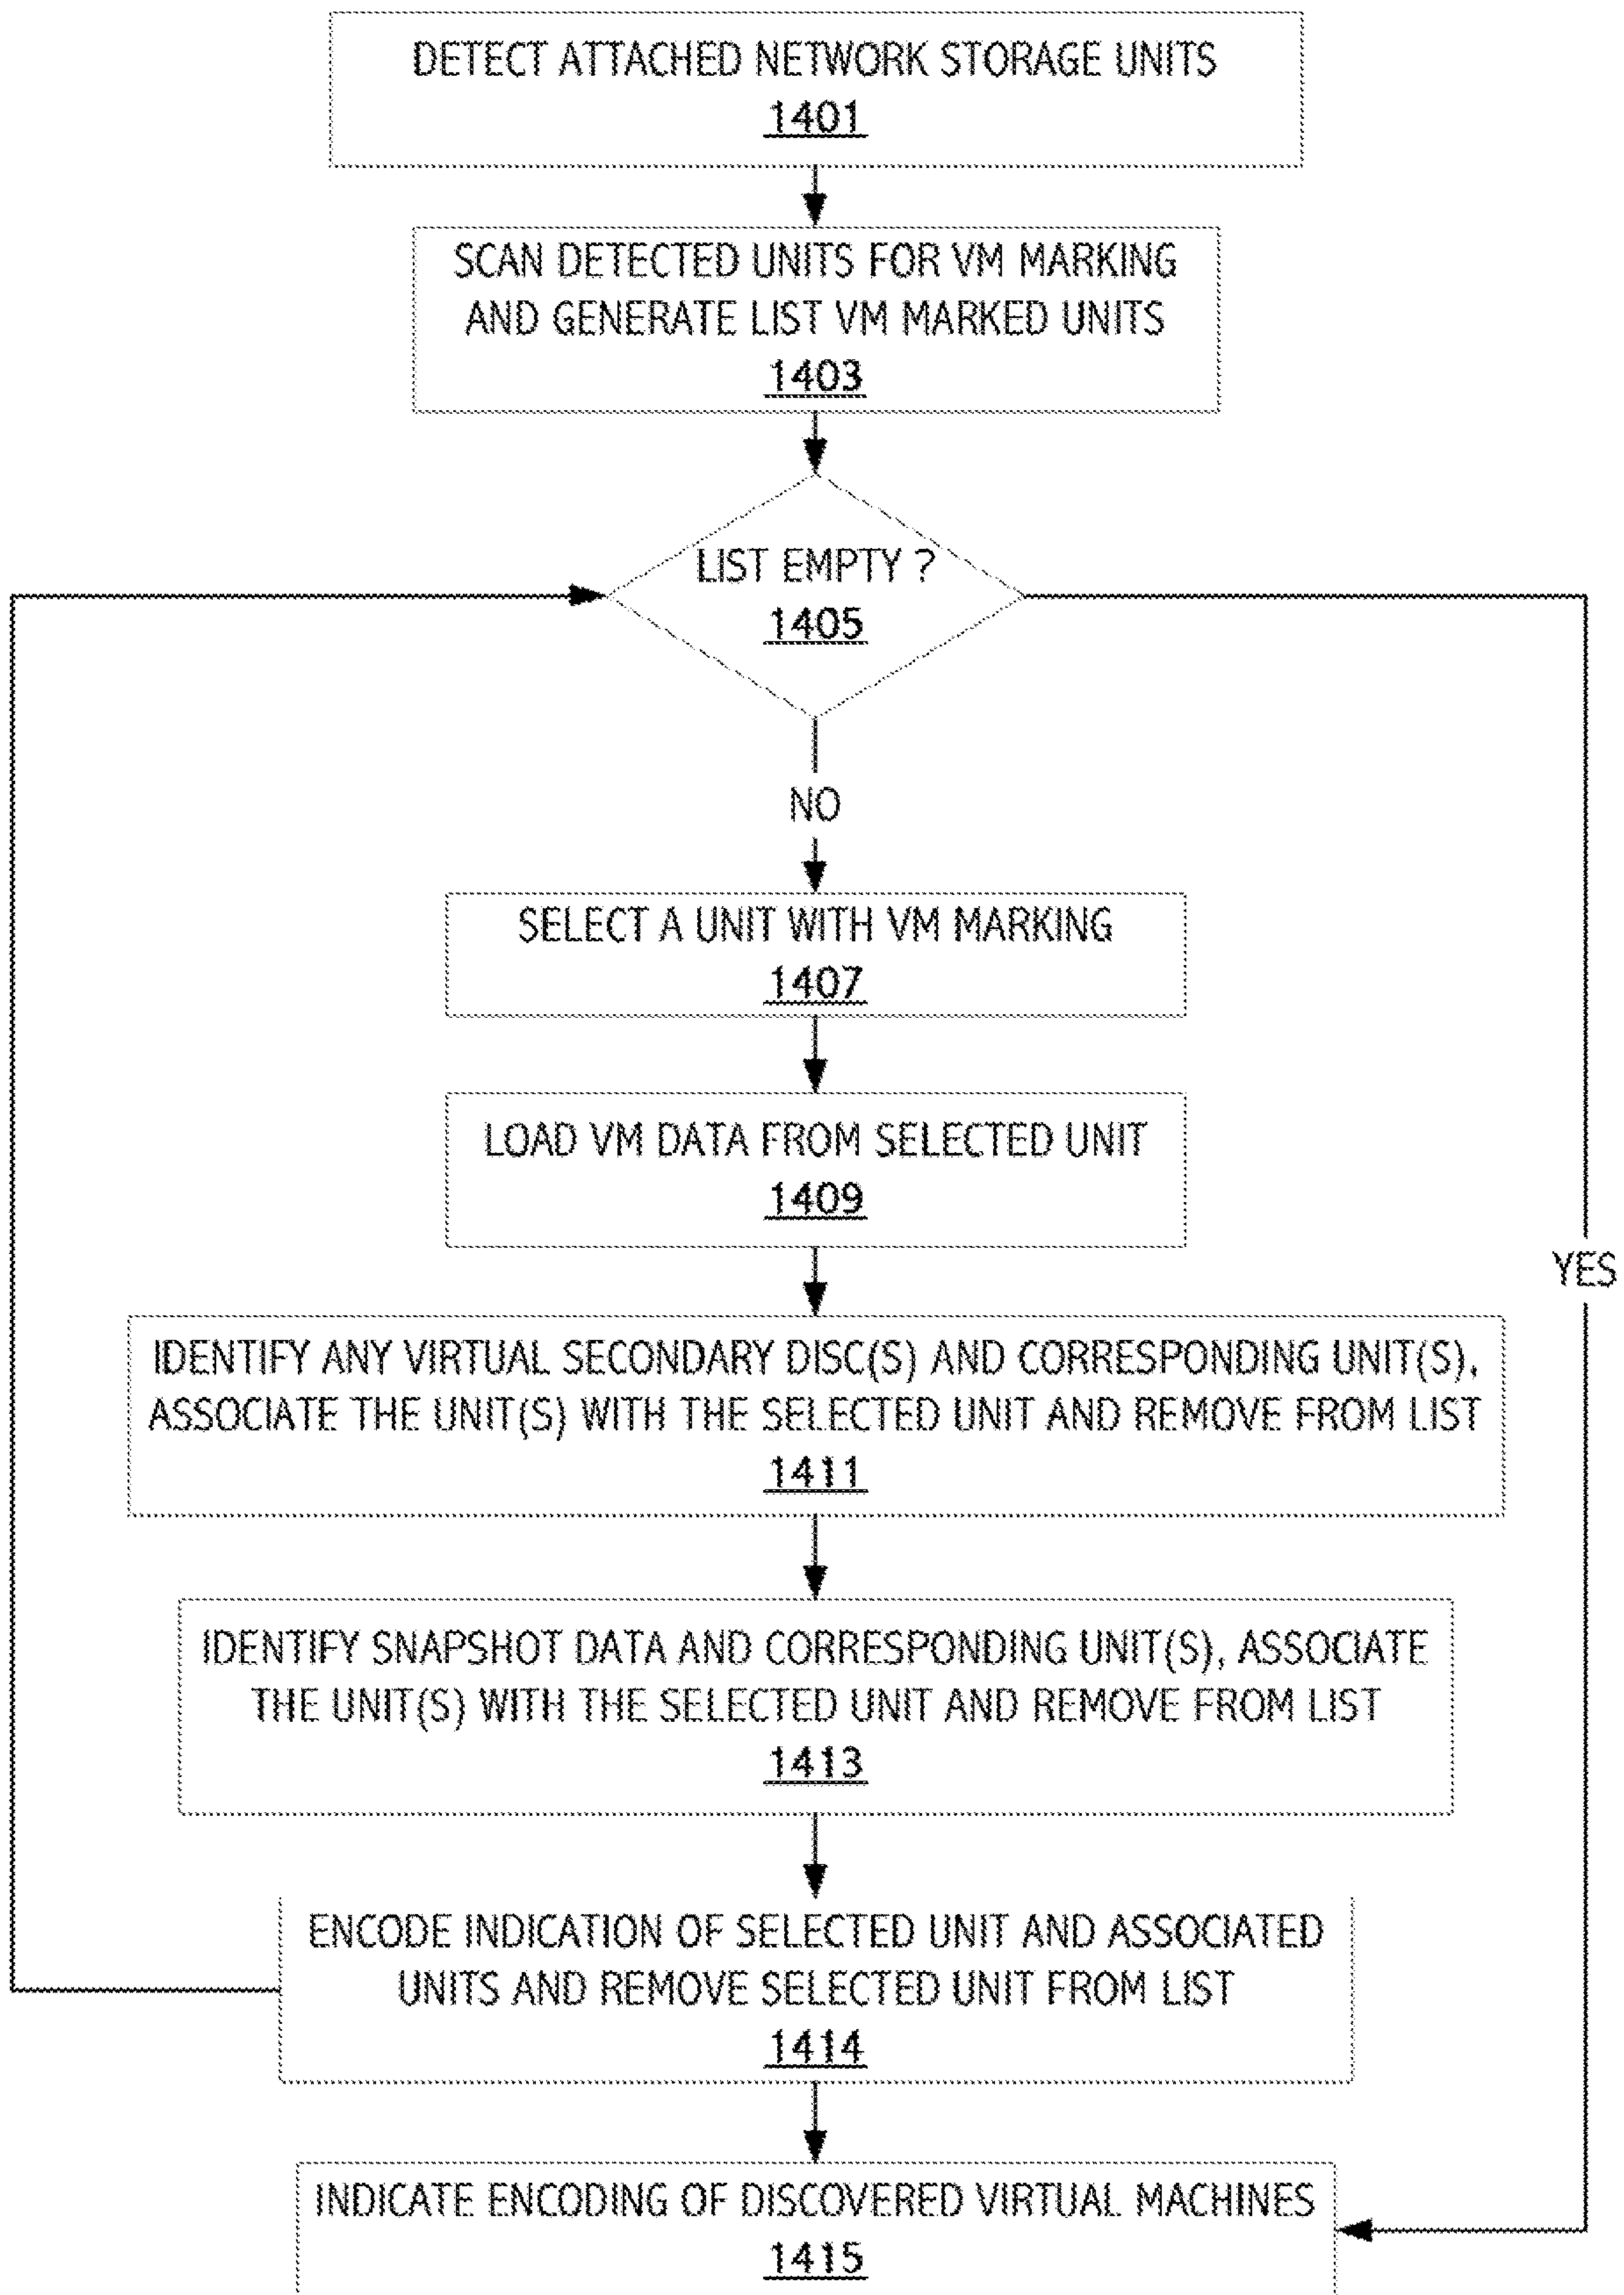 DETECT ATTACHED NETWORK STORAGE UNITS
1401
SCAN DETECTED UNITS FOR VM MARKING
AND GENERATE LIST VM MARKED UNITS
1403
LIST EMPTY ?
1405
NO
SELECT A UNIT WITH VM MARKING
1407
LOAD VM DATA FROM SELECTED UNIT
1409
YES
IDENTIFY ANY VIRTUAL SECONDARY DISC(S) AND CORRESPONDING UNIT(S),
ASSOCIATE THE UNIT(S) WITH THE SELECTED UNIT AND REMOVE FROM LIST
1411
IDENTIFY SNAPSHOT DATA AND CORRESPONDING UNIT(S), ASSOCIATE
THE UNIT(S) WITH THE SELECTED UNIT AND REMOVE FROM LIST
1413
ENCODE INDICATION OF SELECTED UNIT AND ASSOCIATED
UNITS AND REMOVE SELECTED UNIT FROM LIST
1414
INDICATE ENCODING OF DISCOVERED VIRTUAL MACHINES
1415